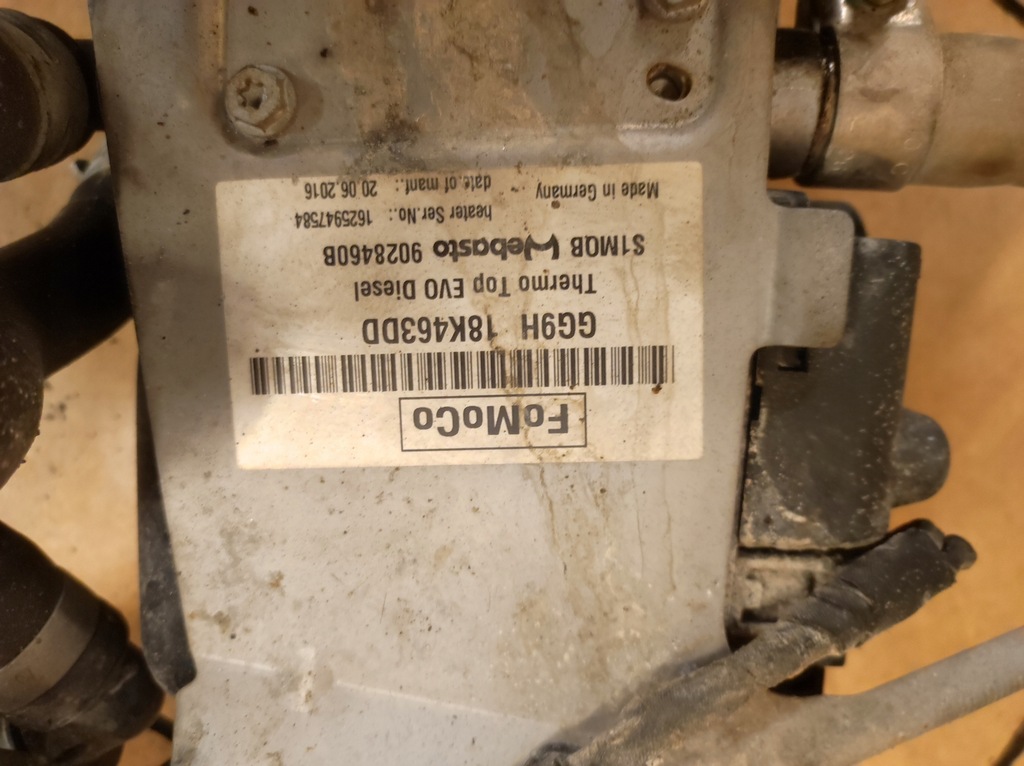 FoMoCo
GG9H 18K463DD
Thermo Top EVO Diesel
S1MQB Webasto 9028460B
heater Ser.No.: 1625947584
Made in Germany date.of manf.: 20.06.2016